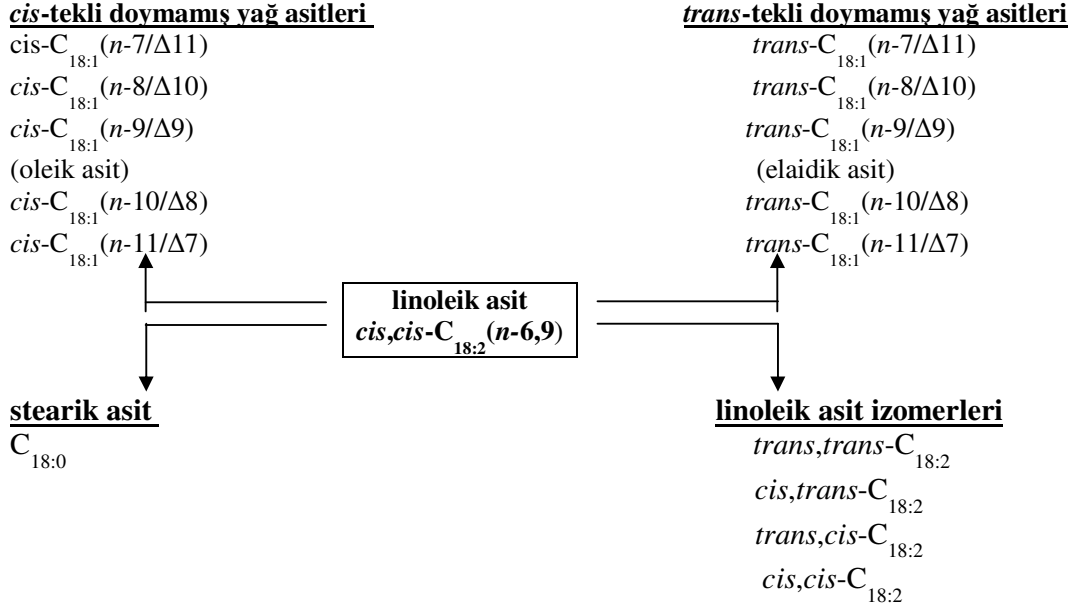 cis-tekli doymamış yağ asitleri
cis-C18:1(n-7/Δ11)
cis-C18:1(n-8/Δ10)
cis-C18:1(n-9/Δ9)
(oleik asit)
cis-C18:1(n-10/Δ8)
cis-C18:1(n-11/Δ7)
trans-tekli doymamış yağ asitleri
trans-C18:1(n-7/Δ11)
trans-C18:1(n-8/Δ10)
trans-C18:1(n-9/Δ9)
(elaidik asit)
trans-C18:1(n-10/Δ8)
trans-C18:1(n-11/Δ7)
linoleik asit
cis,cis-C18:2(n-6,9)
stearik asit
C18:0
linoleik asit izomerleri
trans,trans-C18:2
cis,trans-C18:2
trans,cis-C18:2
cis,cis-C18:2